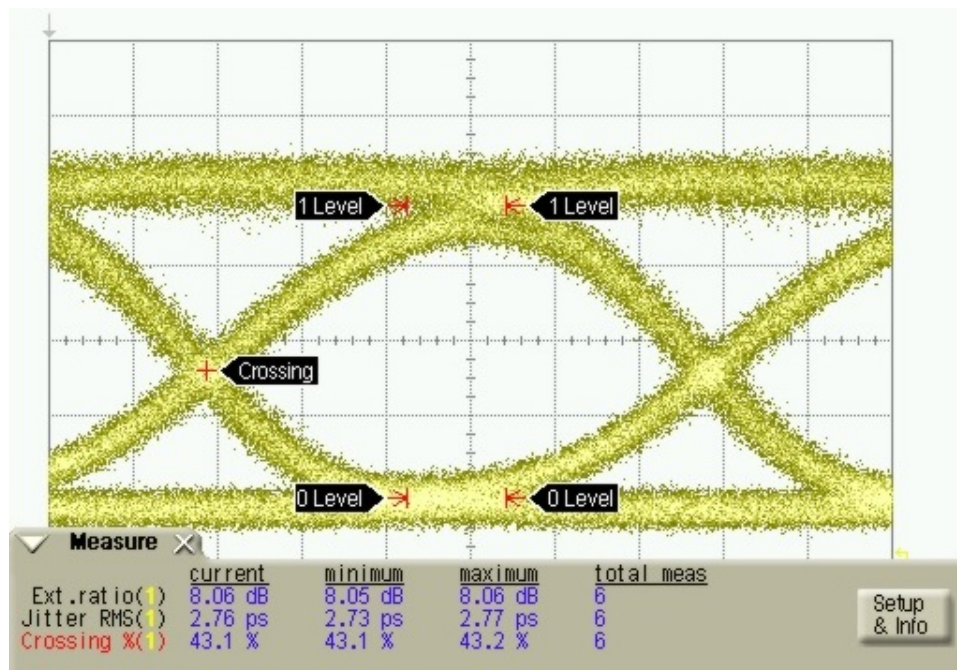 1 Level 1 Level
Crossing
0 Level 0 Level
Measure
current minimum maximum total meas
Ext.ratio(1) 8.06 dB 8.05 dB 8.06 dB 6
Jitter RMS(1) 2.76 ps 2.73 ps 2.77 ps 6
Crossing %(1) 43.1 % 43.1 % 43.2 % 6
Setup
& Info